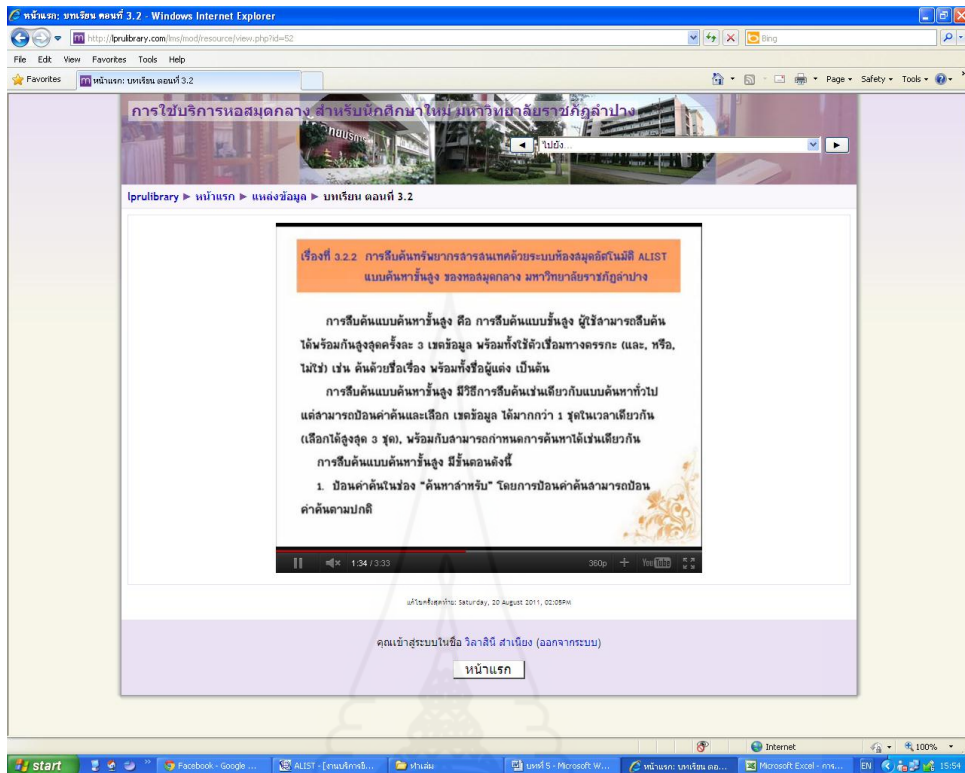 หน้าแรก: บทเรียน ตอนที่ 3.2 - Windows Internet Explorer
http://lprulibrary.com/lms/mod/resource/view.php?id=52
Bing
File Edit View Favorites Tools Help
Favorites
หน้าแรก: บทเรียน ตอนที่ 3.2
Page Safety Tools
การใช้บริการหอสมุดกลาง สำหรับนักศึกษาใหม่ มหาวิทยาลัยราชภัฏลำปาง
ไปยัง...
lprulibrary ► หน้าแรก ► แหล่งข้อมูล ► บทเรียน ตอนที่ 3.2
เรื่องที่ 3.2.2 การสืบค้นทรัพยากรสารสนเทศด้วยระบบห้องสมุดอัตโนมัติ ALIST
แบบค้นหาขั้นสูง ของหอสมุดกลาง มหาวิทยาลัยราชภัฏลำปาง
การสืบค้นแบบค้นหาขั้นสูง คือ การสืบค้นแบบขั้นสูง ผู้ใช้สามารถสืบค้น
ได้พร้อมกันสูงสุดครั้งละ 3 เขตข้อมูล พร้อมทั้งใช้ตัวเชื่อมทางตรรกะ (และ, หรือ,
ไม่ใช่) เช่น ค้นด้วยชื่อเรื่อง พร้อมทั้งชื่อผู้แต่ง เป็นต้น
การสืบค้นแบบค้นหาขั้นสูง มีวิธีการสืบค้นเช่นเดียวกับแบบค้นหาทั่วไป
แต่สามารถป้อนคำค้นและเลือก เขตข้อมูล ได้มากกว่า 1 ชุดในเวลาเดียวกัน
(เลือกได้สูงสุด 3 ชุด), พร้อมกับสามารถกำหนดการค้นหาได้เช่นเดียวกัน
การสืบค้นแบบค้นหาขั้นสูง มีขั้นตอนดังนี้
1. ป้อนคำค้นในช่อง "ค้นหาสำหรับ" โดยการป้อนคำค้นสามารถป้อน
คำค้นตามปกติ
1:34 / 3:33 360p YouTube
แก้ไขครั้งสุดท้าย: Saturday, 20 August 2011, 02:05PM
คุณเข้าสู่ระบบในชื่อ วิลาสินี สำเนียง (ออกจากระบบ)
หน้าแรก
Internet 100%
start Facebook - Google ... ALIST - [งานบริการยื... ทำเล่ม บทที่ 5 - Microsoft W... หน้าแรก: บทเรียน ตอ... Microsoft Excel - กา... EN 15:54